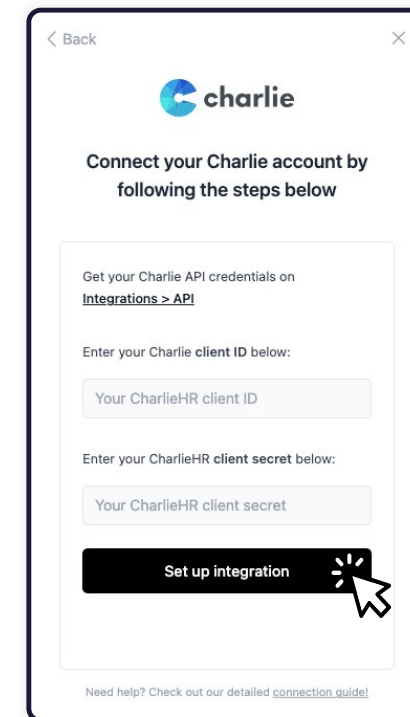 Back
charlie
Connect your Charlie account by
following the steps below
Get your Charlie API credentials on
Integrations > API
Enter your Charlie client ID below:
Your CharlieHR client ID
Enter your CharlieHR client secret below:
Your CharlieHR client secret
Set up integration
Need help? Check out our detailed connection guide!